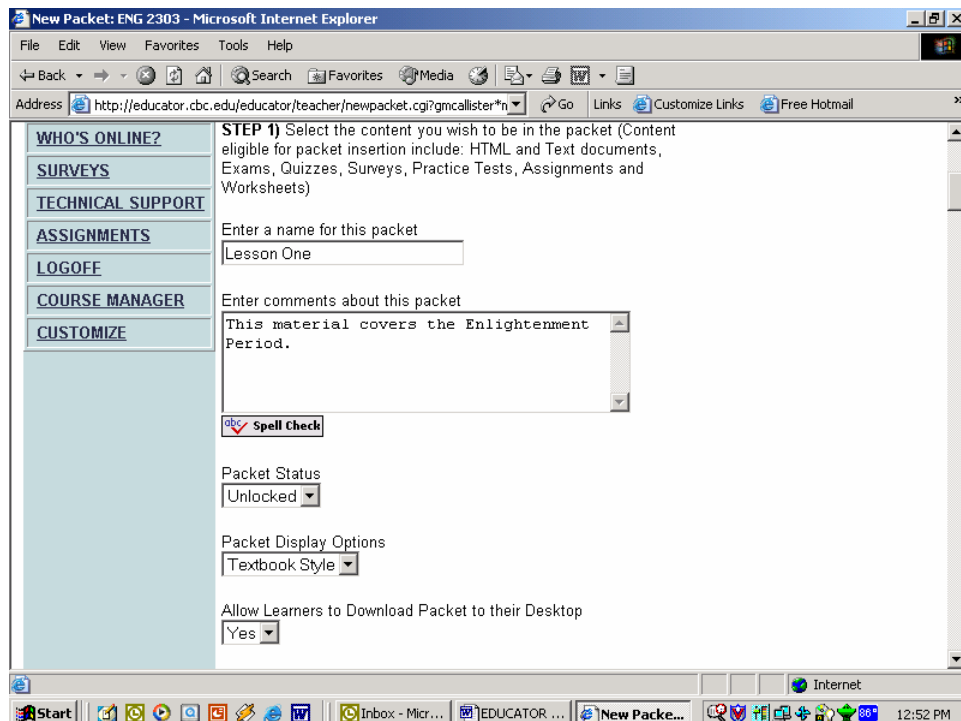 New Packet: ENG 2303 - Microsoft Internet Explorer
File Edit View Favorites Tools Help
Back Search Favorites Media
Address http://educator.cbc.edu/educator/teacher/newpacket.cgi?gmcallister*n Go Links Customize Links Free Hotmail »
WHO'S ONLINE?
SURVEYS
TECHNICAL SUPPORT
ASSIGNMENTS
LOGOFF
COURSE MANAGER
CUSTOMIZE
STEP 1) Select the content you wish to be in the packet (Content
eligible for packet insertion include: HTML and Text documents,
Exams, Quizzes, Surveys, Practice Tests, Assignments and
Worksheets)
Enter a name for this packet
Lesson One
Enter comments about this packet
This material covers the Enlightenment
Period.
abc Spell Check
Packet Status
Unlocked
Packet Display Options
Textbook Style
Allow Learners to Download Packet to their Desktop
Yes
Internet
Start Inbox - Micr... EDUCATOR ... New Packe... 86° 12:52 PM